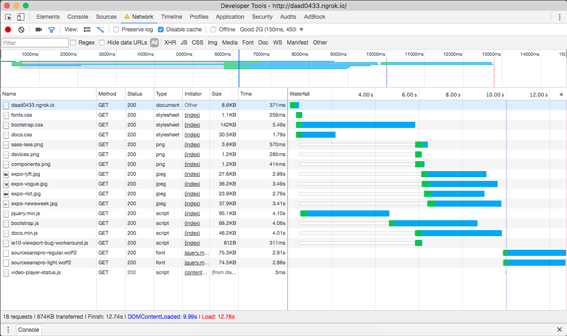 Developer Tools - http://daad0433.ngrok.io/
Elements Console Sources Network Timeline Profiles Application Security Audits AdBlock
View: Preserve log Disable cache Offline Good 2G (150ms, 450
Filter Regex Hide data URLs All XHR JS CSS Img Media Font Doc WS Manifest Other
1000ms 2000ms 3000ms 4000ms 5000ms 6000ms 7000ms 8000ms 9000ms 10000ms 11000ms 12000ms 13000ms 14000ms
Name Method Status Type Initiator Size Time Waterfall 4.00 s 6.00 s 8.00 s 10.00 s 12.00 s
daad0433.ngrok.io GET 200 document Other 8.6KB 371ms
fonts.css GET 200 stylesheet (index) 1.1KB 259ms
bootstrap.css GET 200 stylesheet (index) 142KB 5.49s
docs.css GET 200 stylesheet (index) 30.5KB 1.79s
sass-less.png GET 200 png (index) 3.6KB 570ms
devices.png GET 200 png (index) 1.2KB 285ms
components.png GET 200 png (index) 1.2KB 414ms
expo-lyft.jpg GET 200 jpeg (index) 27.6KB 2.99s
expo-vogue.jpg GET 200 jpeg (index) 36.2KB 3.49s
expo-riot.jpg GET 200 jpeg (index) 23.9KB 2.79s
expo-newsweek.jpg GET 200 jpeg (index) 37.9KB 3.41s
jquery.min.js GET 200 script (index) 95.1KB 4.10s
bootstrap.js GET 200 script (index) 68.2KB 4.06s
docs.min.js GET 200 script (index) 46.2KB 4.01s
ie10-viewport-bug-workaround.js GET 200 script (index) 812B 311ms
sourcesanspro-regular.woff2 GET 200 font jquery.m... 75.3KB 2.91s
sourcesanspro-light.woff2 GET 200 font jquery.m... 74.5KB 2.88s
video-player-status.js GET 200 script content... (from dis... 3ms
18 requests | 674KB transferred | Finish: 12.74s | DOMContentLoaded: 9.99s | Load: 12.78s
Console